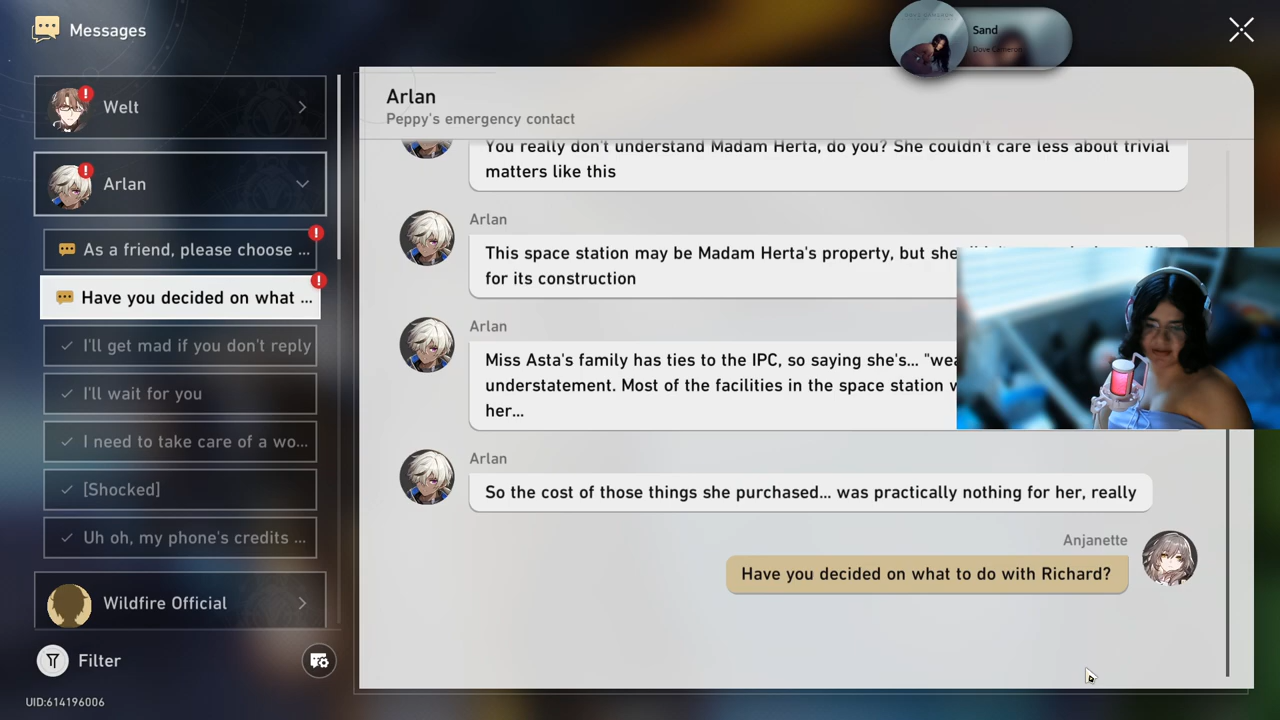 Messages
Sand
Dove Cameron
Welt
Arlan
As a friend, please choose ...
Have you decided on what ...
I'll get mad if you don't reply
I'll wait for you
I need to take care of a wo...
[Shocked]
Uh oh, my phone's credits ...
Wildfire Official
Filter
UID:614196006
Arlan
Peppy's emergency contact
You really don't understand Madam Herta, do you? She couldn't care less about trivial
matters like this
Arlan
This space station may be Madam Herta's property, but she
for its construction
Arlan
Miss Asta's family has ties to the IPC, so saying she's... "wea
understatement. Most of the facilities in the space station w
her...
Arlan
So the cost of those things she purchased... was practically nothing for her, really
Anjanette
Have you decided on what to do with Richard?